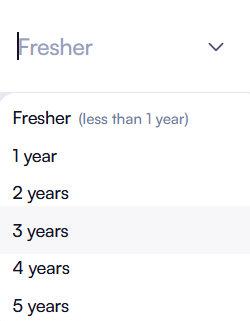 Fresher
Fresher (less than 1 year)
1 year
2 years
3 years
4 years
5 years